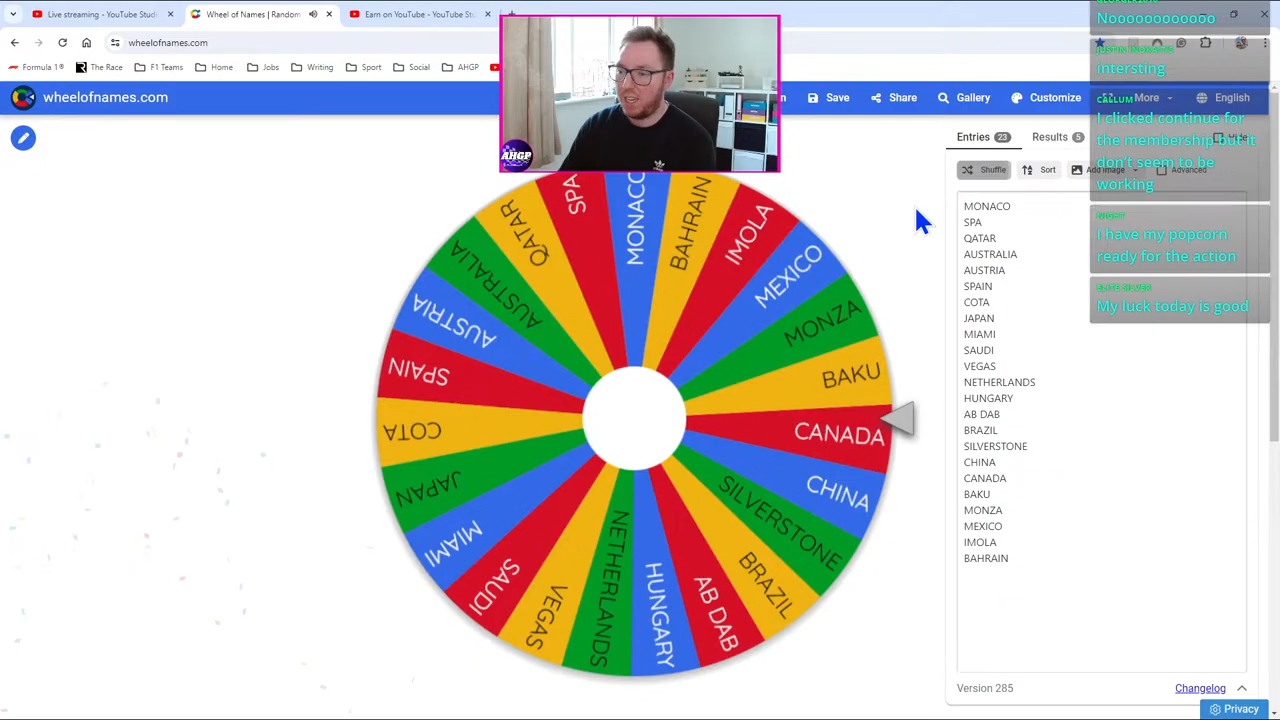 Live streaming - YouTube Stud
Wheel of Names | Random
Earn on YouTube - YouTube St
wheelofnames.com
Formula 1®
The Race
F1 Teams
Home
Jobs
Writing
Sport
wheelofnames.com
Save
Share
Gallery
Customize
More
English
AHGP
Entries 23
Results 5
Hide
Shuffle
Sort
Add image
Advanced
MONACO
SPA
QATAR
AUSTRALIA
AUSTRIA
SPAIN
COTA
JAPAN
MIAMI
SAUDI
VEGAS
NETHERLANDS
HUNGARY
AB DAB
BRAZIL
SILVERSTONE
CHINA
CANADA
BAKU
MONZA
MEXICO
IMOLA
BAHRAIN
Version 285
Changelog
Privacy
Nooooooooooo
intersting
CALLUM
I clicked continue for
the membership but it
don't seem to be
working
NIGHT
I have my popcorn
ready for the action
ELITE SILVER
My luck today is good
MONACO
BAHRAIN
IMOLA
MEXICO
MONZA
BAKU
CANADA
CHINA
SILVERSTONE
BRAZIL
AB DAB
HUNGARY
NETHERLANDS
VEGAS
SAUDI
MIAMI
JAPAN
COTA
SPAIN
AUSTRIA
AUSTRALIA
QATAR
SPA